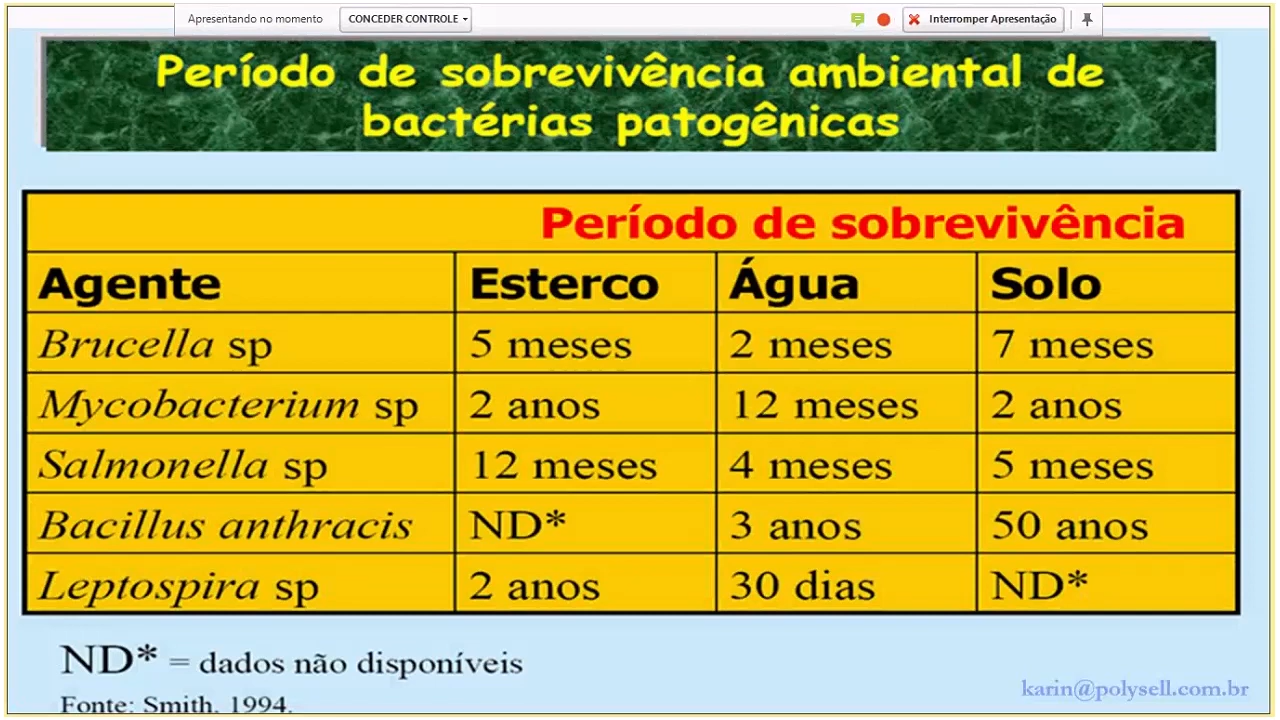 Apresentando no momento CONCEDER CONTROLE Interromper Apresentação
Período de sobrevivência ambiental de
bactérias patogênicas
Período de sobrevivência
Agente Esterco Água Solo
Brucella sp 5 meses 2 meses 7 meses
Mycobacterium sp 2 anos 12 meses 2 anos
Salmonella sp 12 meses 4 meses 5 meses
Bacillus anthracis ND* 3 anos 50 anos
Leptospira sp 2 anos 30 dias ND*
ND* = dados não disponíveis
Fonte: Smith, 1994.
karin@polysell.com.br